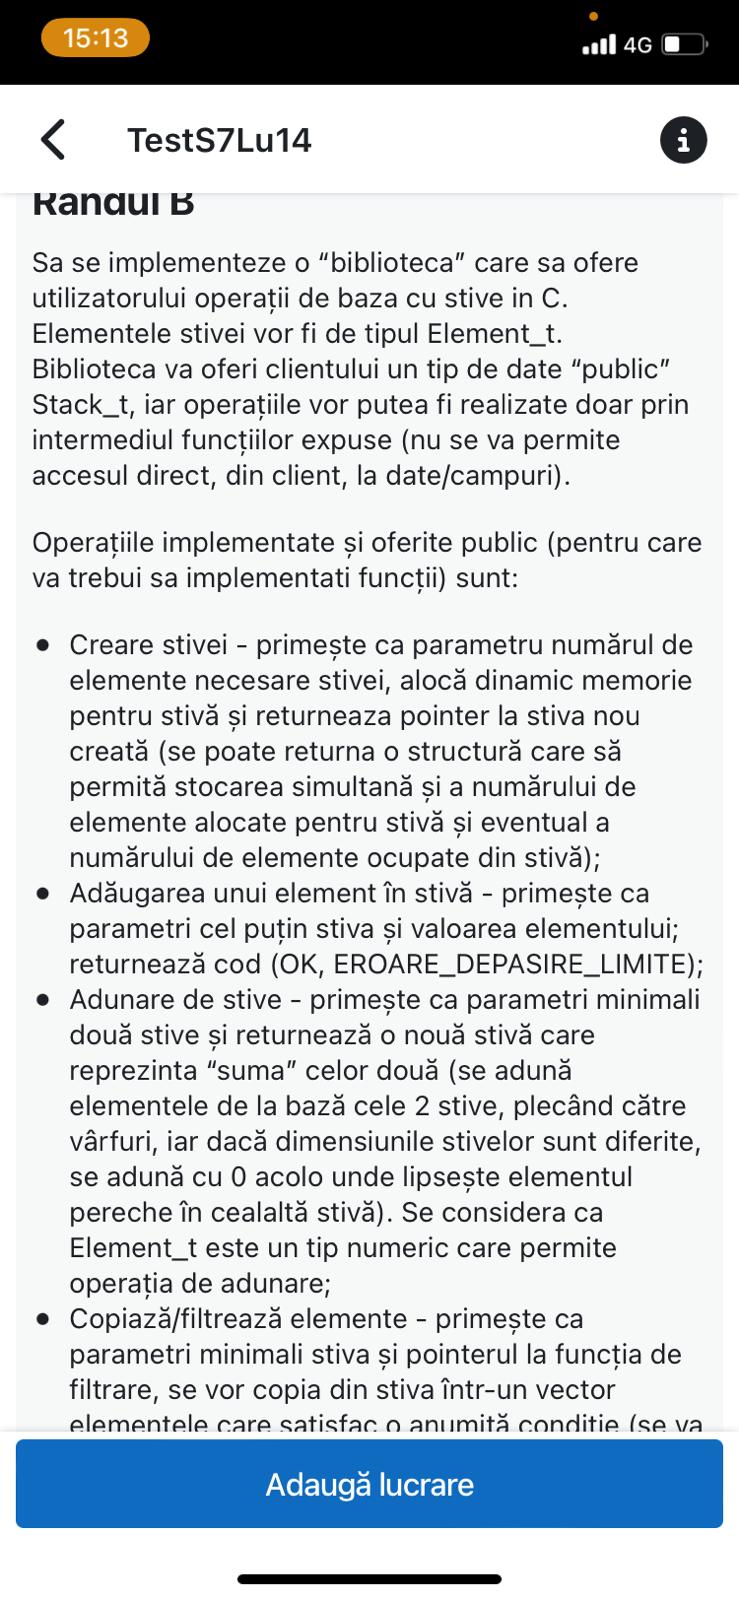 15:13
4G
TestS7Lu14
Randul B
Sa se implementeze o “biblioteca” care sa ofere
utilizatorului operații de baza cu stive in C.
Elementele stivei vor fi de tipul Element_t.
Biblioteca va oferi clientului un tip de date “public”
Stack_t, iar operațiile vor putea fi realizate doar prin
intermediul funcțiilor expuse (nu se va permite
accesul direct, din client, la date/campuri).
Operațiile implementate și oferite public (pentru care
va trebui sa implementati funcții) sunt:
• Creare stivei - primește ca parametru numărul de
elemente necesare stivei, alocă dinamic memorie
pentru stivă și returneaza pointer la stiva nou
creată (se poate returna o structură care să
permită stocarea simultană și a numărului de
elemente alocate pentru stivă și eventual a
numărului de elemente ocupate din stivă);
• Adăugarea unui element în stivă - primește ca
parametri cel puțin stiva și valoarea elementului;
returnează cod (OK, EROARE_DEPASIRE_LIMITE);
• Adunare de stive - primește ca parametri minimali
două stive și returnează o nouă stivă care
reprezinta “suma” celor două (se adună
elementele de la bază cele 2 stive, plecând către
vârfuri, iar dacă dimensiunile stivelor sunt diferite,
se adună cu 0 acolo unde lipsește elementul
pereche în cealaltă stivă). Se considera ca
Element_t este un tip numeric care permite
operația de adunare;
• Copiază/filtrează elemente - primește ca
parametri minimali stiva și pointerul la funcția de
filtrare, se vor copia din stiva într-un vector
elementele care satisfac o anumită condiție (se va
Adaugă lucrare